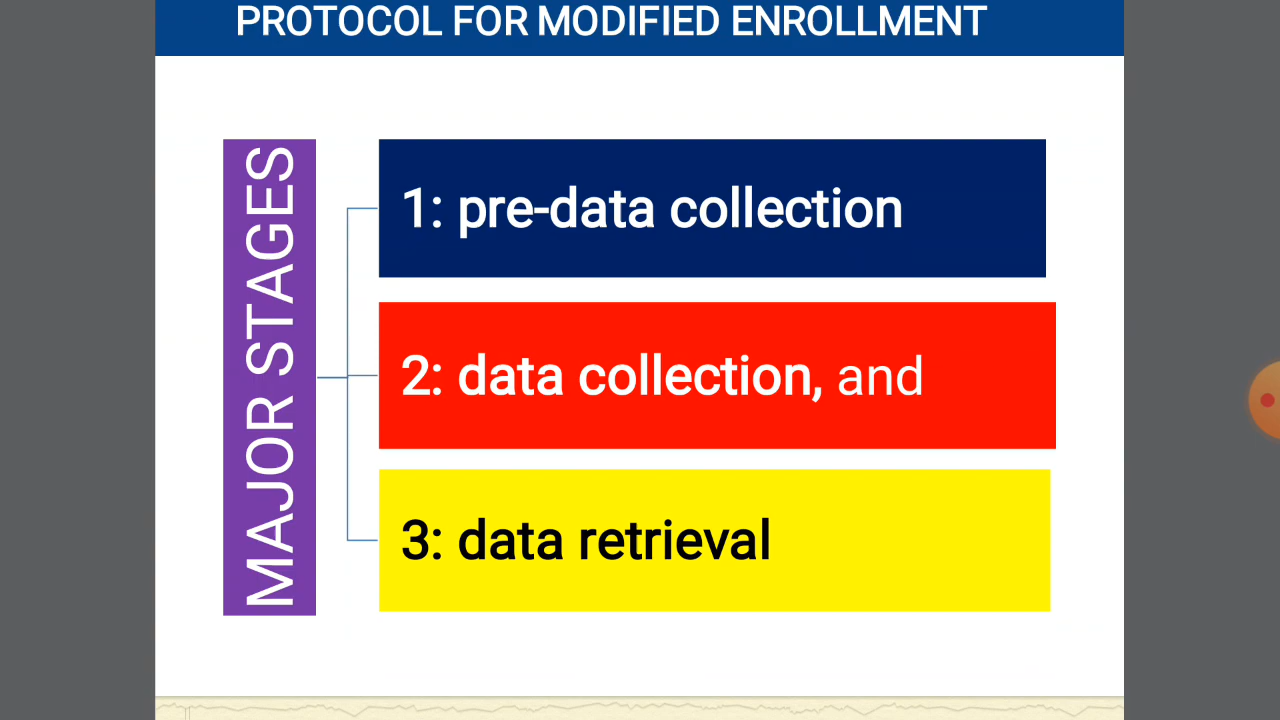 PROTOCOL FOR MODIFIED ENROLLMENT
MAJOR STAGES
1: pre-data collection
2: data collection, and
3: data retrieval